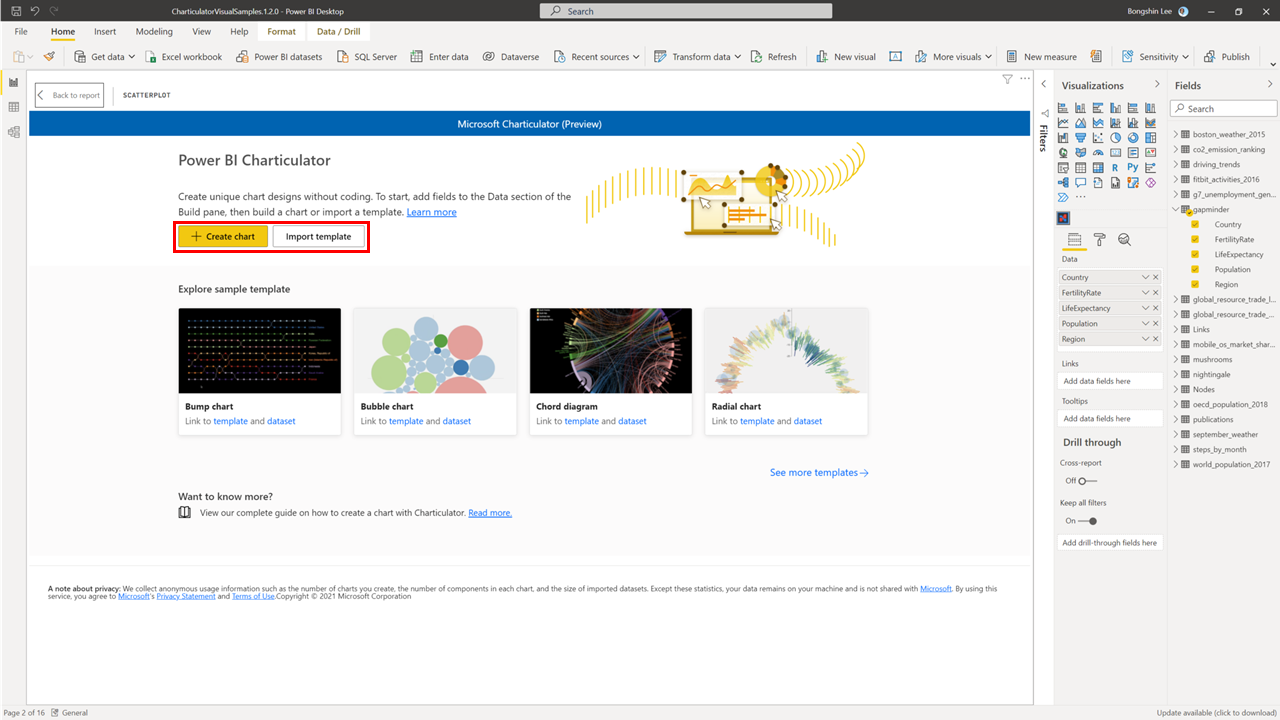 CharticulatorVisualSamples.1.2.0 - Power BI Desktop
Search
Bongshin Lee
File
Home
Insert
Modeling
View
Help
Format
Data / Drill
Get data
Excel workbook
Power BI datasets
SQL Server
Enter data
Dataverse
Recent sources
Transform data
Refresh
New visual
More visuals
New measure
Sensitivity
Publish
Back to report
SCATTERPLOT
Microsoft Charticulator (Preview)
Power BI Charticulator
Create unique chart designs without coding. To start, add fields to the Data section of the
Build pane, then build a chart or import a template. Learn more
Create chart
Import template
Explore sample template
Bump chart
Link to template and dataset
Bubble chart
Link to template and dataset
Chord diagram
Link to template and dataset
Radial chart
Link to template and dataset
See more templates
Want to know more?
View our complete guide on how to create a chart with Charticulator. Read more.
A note about privacy: We collect anonymous usage information such as the number of charts you create, the number of components in each chart, and the size of imported datasets. Except these statistics, your data remains on your machine and is not shared with Microsoft. By using this
service, you agree to Microsoft's Privacy Statement and Terms of Use.Copyright © 2021 Microsoft Corporation
Filters
Visualizations
R
Py
Data
Country
FertilityRate
LifeExpectancy
Population
Region
Links
Add data fields here
Tooltips
Add data fields here
Drill through
Cross-report
Off
Keep all filters
On
Add drill-through fields here
Fields
Search
boston_weather_2015
co2_emission_ranking
driving_trends
fitbit_activities_2016
g7_unemployment_gen...
gapminder
Country
FertilityRate
LifeExpectancy
Population
Region
global_resource_trade_l...
global_resource_trade_...
Links
mobile_os_market_shar...
mushrooms
nightingale
Nodes
oecd_population_2018
publications
september_weather
steps_by_month
world_population_2017
Page 2 of 16
General
Update available (click to download)